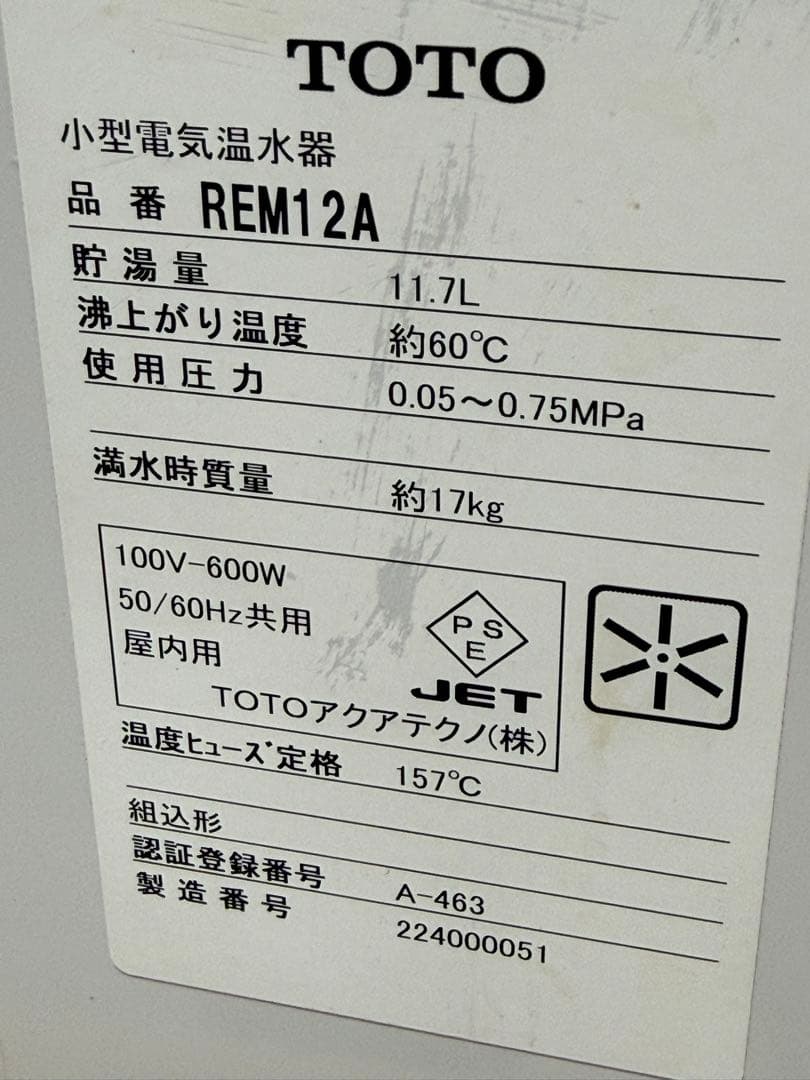 TOTO
小型電気温水器
品番 REM12A
貯湯量 11.7L
沸上がり温度 約60℃
使用圧力 0.05～0.75MPa
満水時質量 約17kg
100V-600W
50/60Hz共用
屋内用
PSE
JET
TOTOアクアテクノ(株)
温度ヒューズ定格 157℃
組込形
認証登録番号 A-463
製造番号 224000051